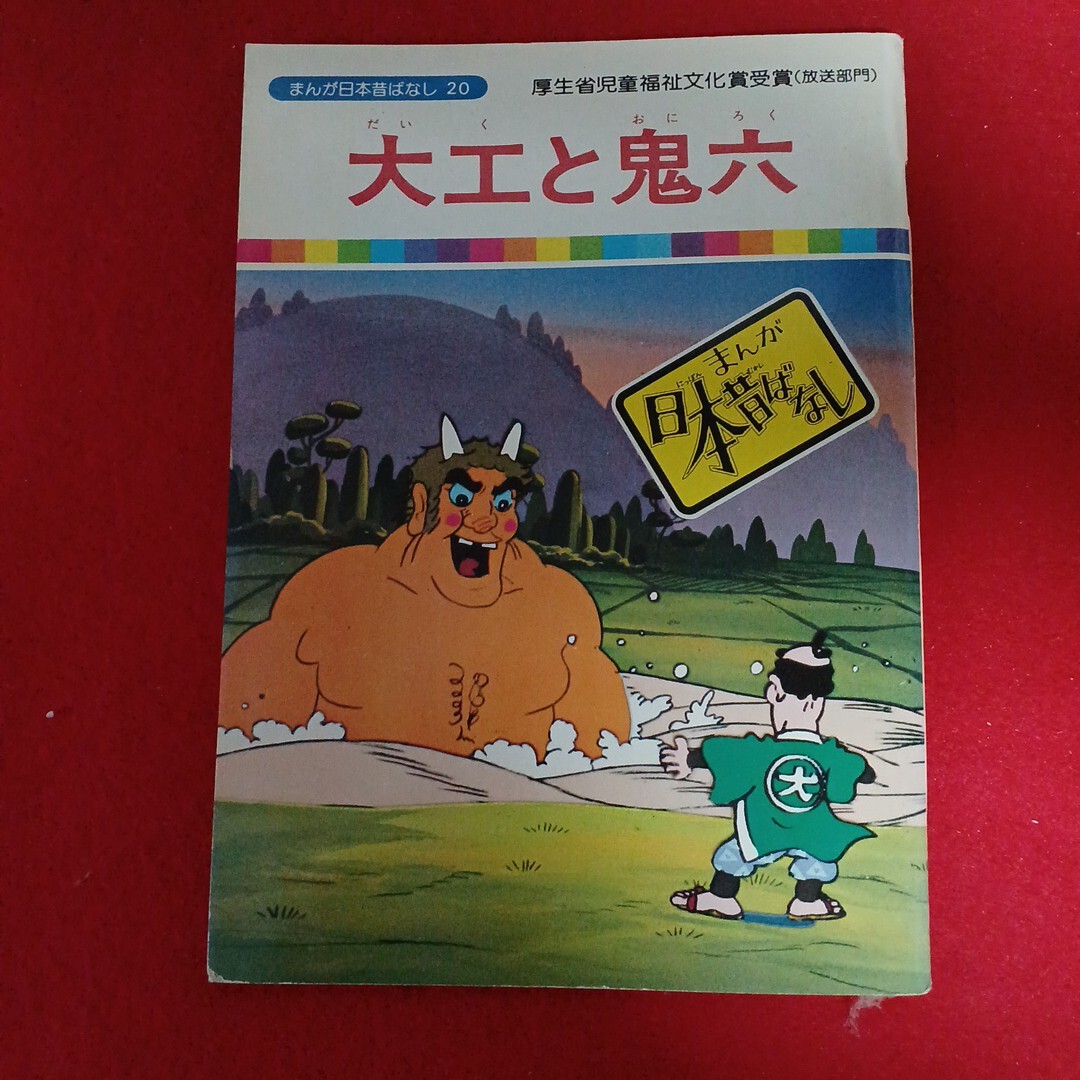 まんが日本昔ばなし 20
厚生省児童福祉文化賞受賞(放送部門)
だいく おにろく
大工と鬼六
まんが
にっぽん むかし
日本昔ばなし
大